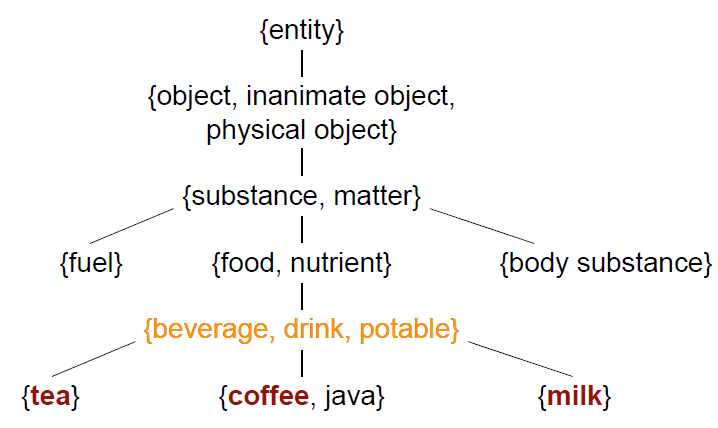 {entity}
{object, inanimate object,
physical object}
{substance, matter}
{fuel}
{food, nutrient}
{body substance}
{beverage, drink, potable}
{tea}
{coffee, java}
{milk}